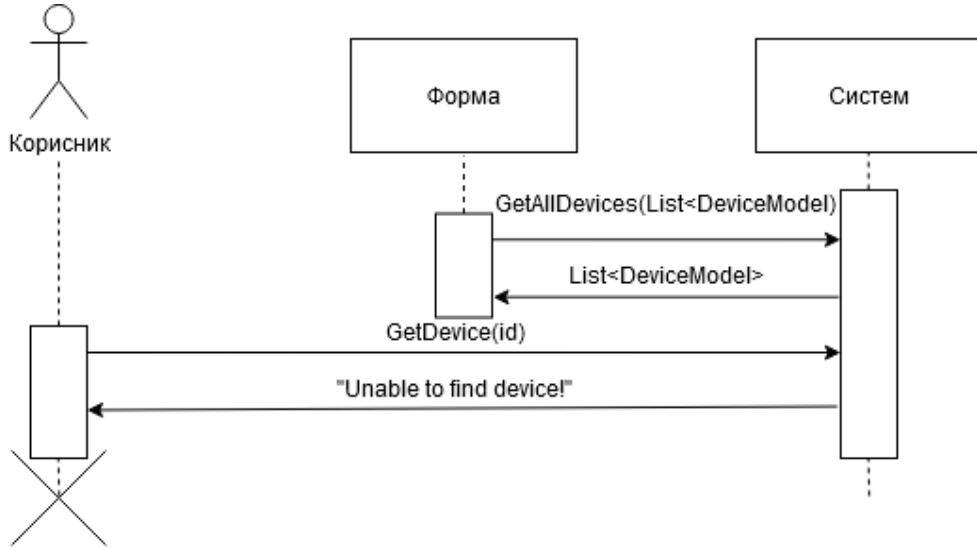 Корисник
Форма
Систем
GetAllDevices(List<DeviceModel)
List<DeviceModel>
GetDevice(id)
"Unable to find device!"